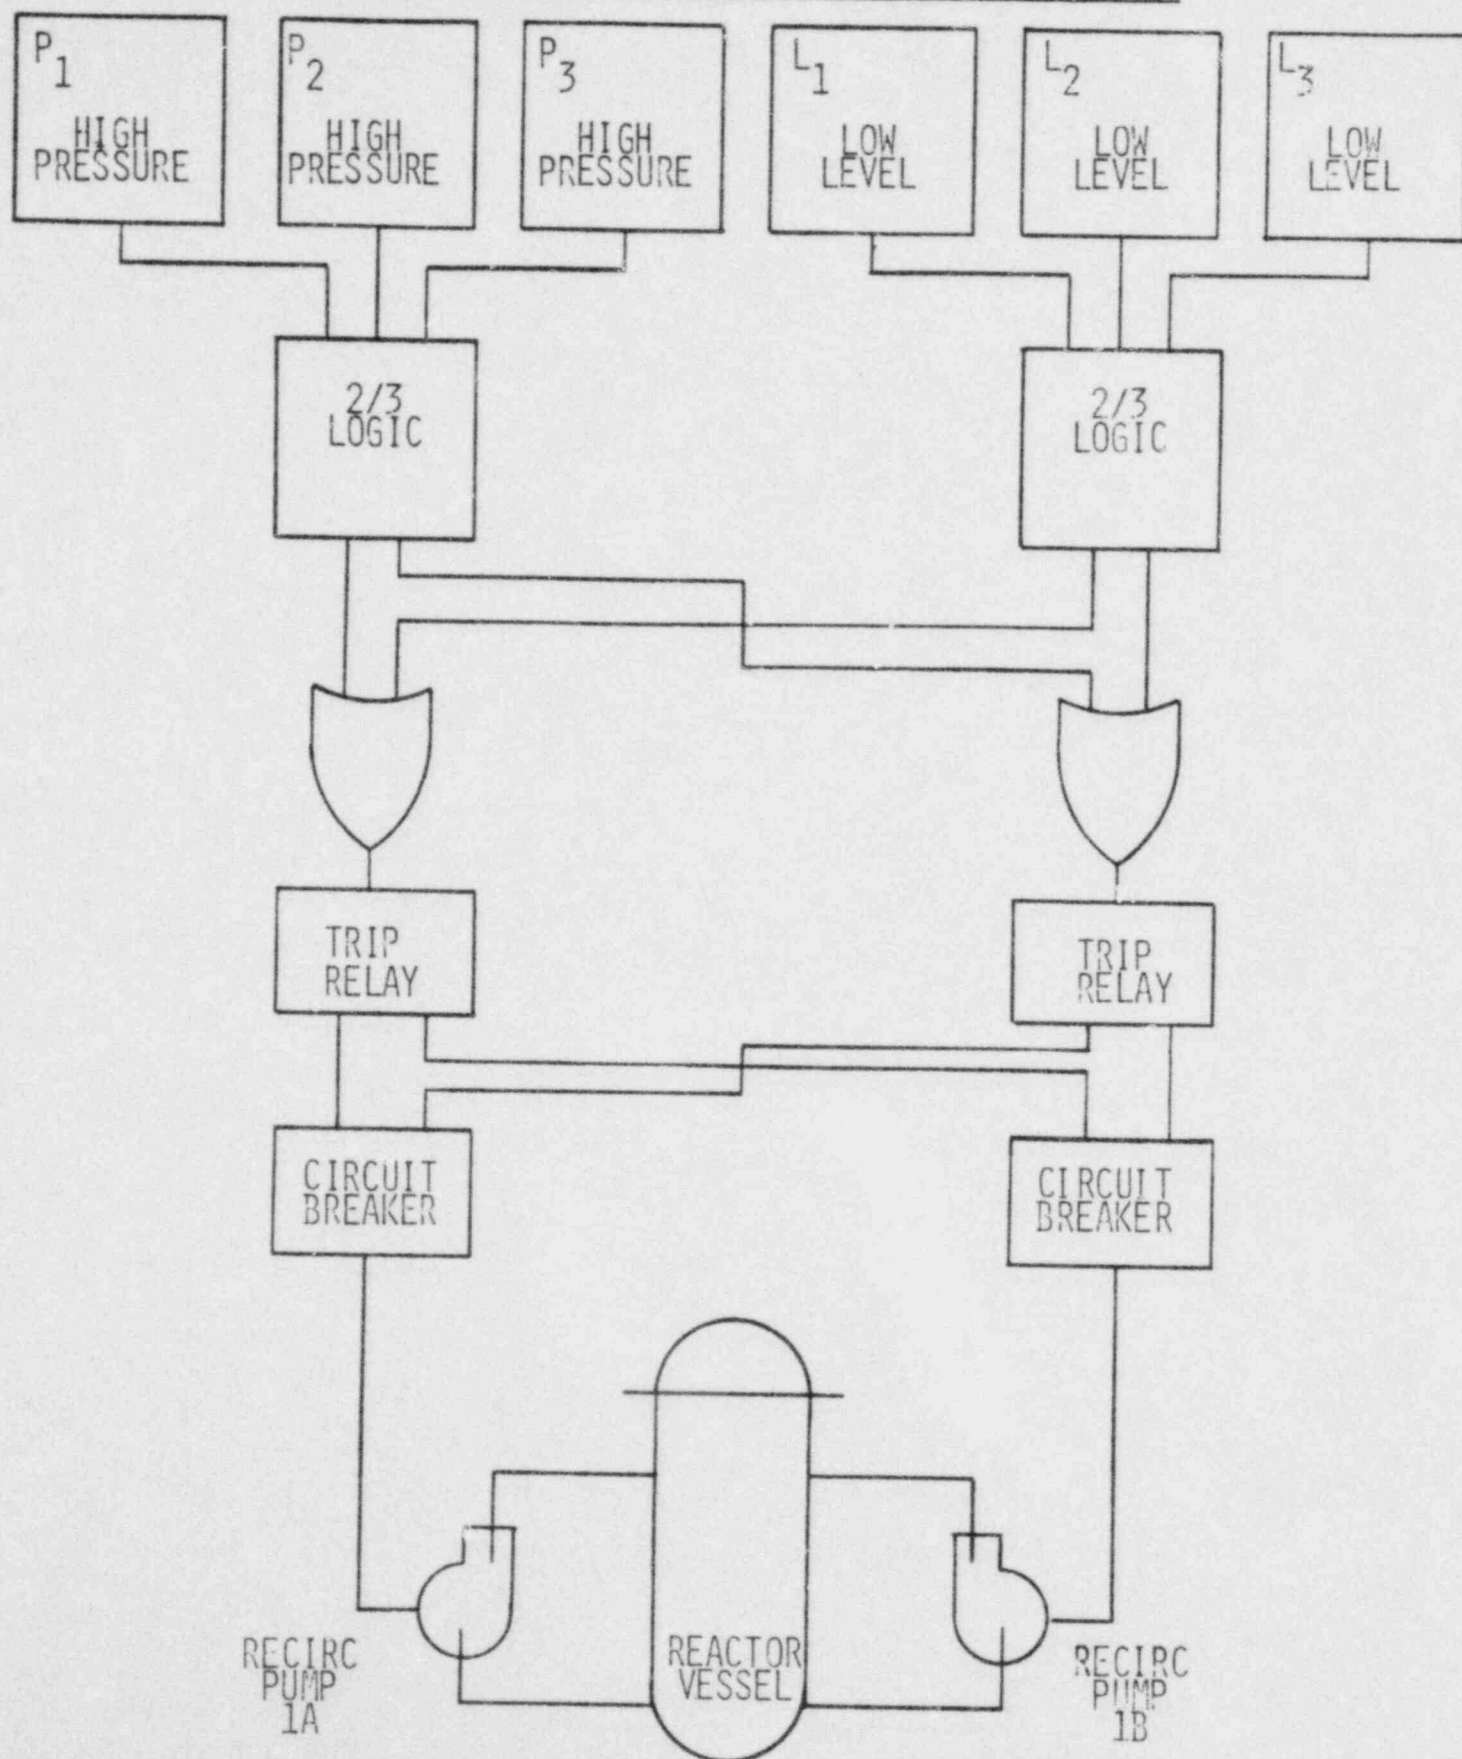 P1
HIGH
PRESSURE
P2
HIGH
PRESSURE
P3
HIGH
PRESSURE
L1
LOW
LEVEL
L2
LOW
LEVEL
L3
LOW
LEVEL
2/3
LOGIC
2/3
LOGIC
TRIP
RELAY
TRIP
RELAY
CIRCUIT
BREAKER
CIRCUIT
BREAKER
RECIRC
PUMP
1A
REACTOR
VESSEL
RECIRC
PUMP
1B